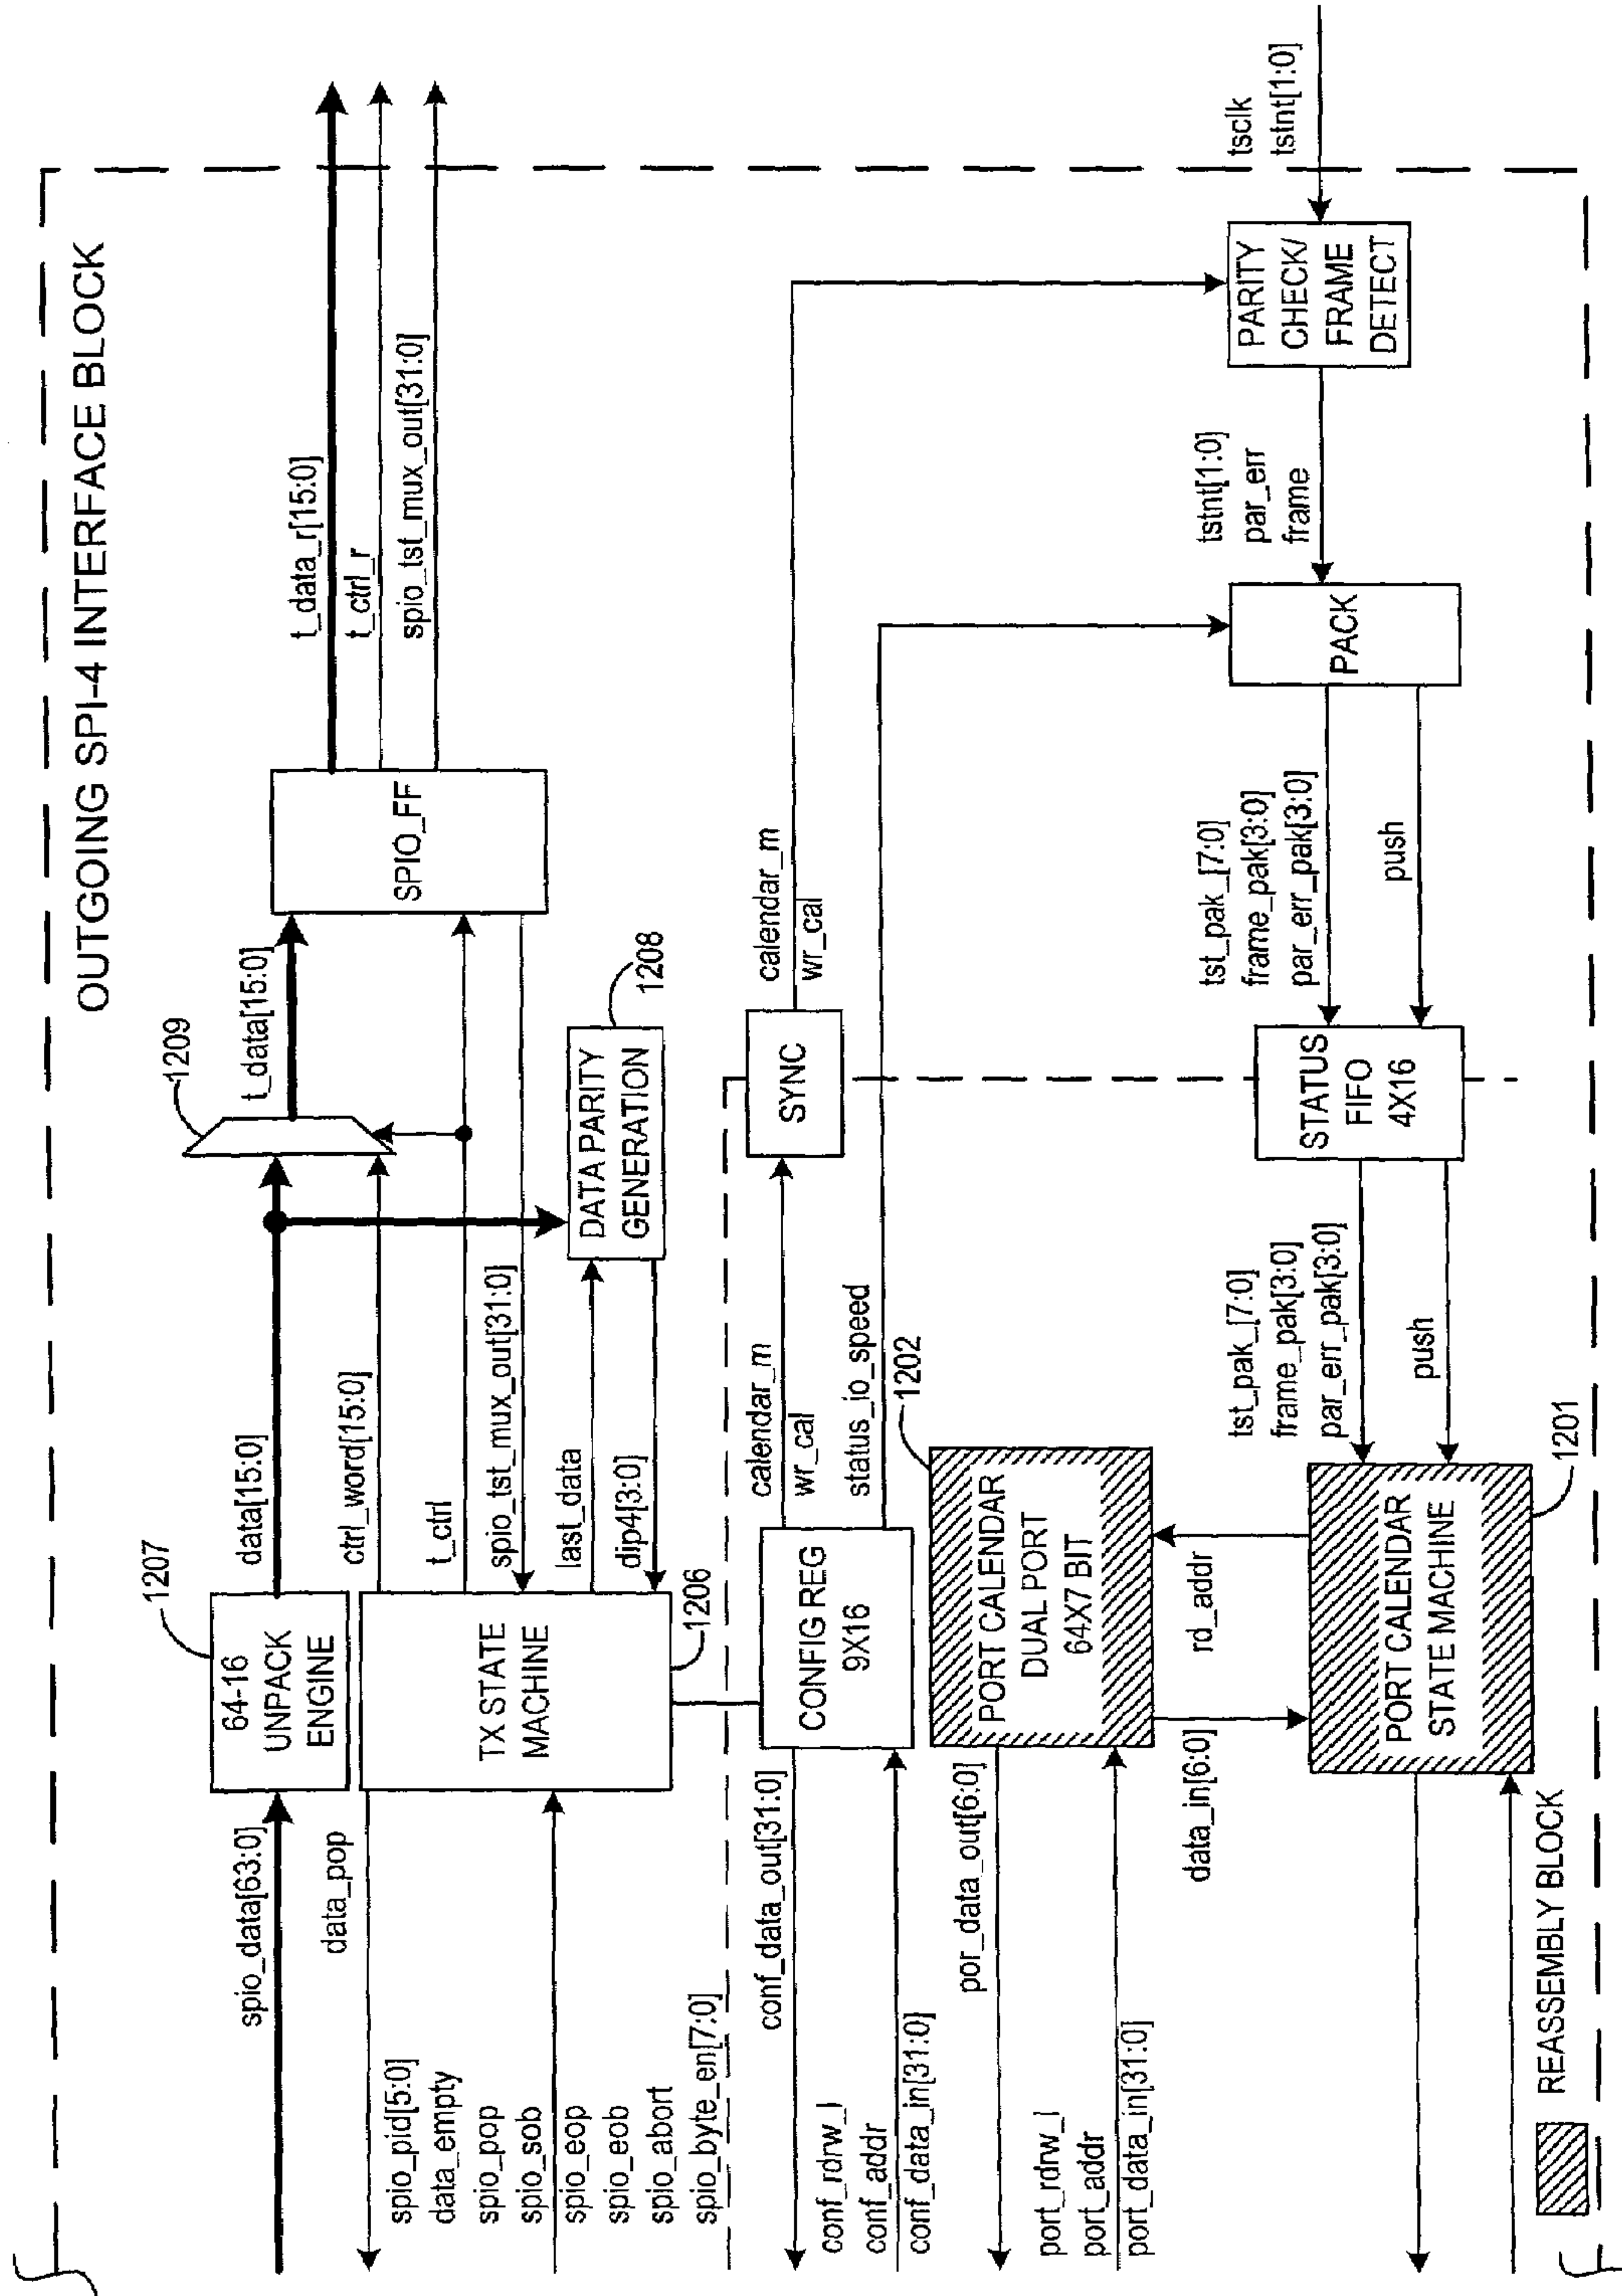 OUTGOING SPI-4 INTERFACE BLOCK
spio_data[63:0]
1207
64-16
UNPACK
ENGINE
data[15:0]
1209
t_data[15:0]
SPIO_FF
t_data_r[15:0]
t_ctrl_r
spio_tst_mux_out[31:0]
data_pop
spio_pid[5:0]
data_empty
spio_pop
spio_sob
spio_eop
spio_eob
spio_abort
spio_byte_en[7:0]
TX STATE
MACHINE
1206
ctrl_word[15:0]
t_ctrl
spio_tst_mux_out[31:0]
last_data
dip4[3:0]
DATA PARITY
GENERATION
1208
conf_data_out[31:0]
conf_rdrw_l
conf_addr
conf_data_in[31:0]
CONFIG REG
9X16
calendar_m
wr_cal
status_io_speed
SYNC
calendar_m
wr_cal
por_data_out[6:0]
port_rdrw_l
port_addr
port_data_in[31:0]
PORT CALENDAR
DUAL PORT
64X7 BIT
1202
data_in[6:0]
rd_addr
PORT CALENDAR
STATE MACHINE
1201
tst_pak_[7:0]
frame_pak[3:0]
par_err_pak[3:0]
push
STATUS
FIFO
4X16
tst_pak_[7:0]
frame_pak[3:0]
par_err_pak[3:0]
push
PACK
tstnt[1:0]
par_err
frame
PARITY
CHECK/
FRAME
DETECT
tsclk
tstnt[1:0]
REASSEMBLY BLOCK